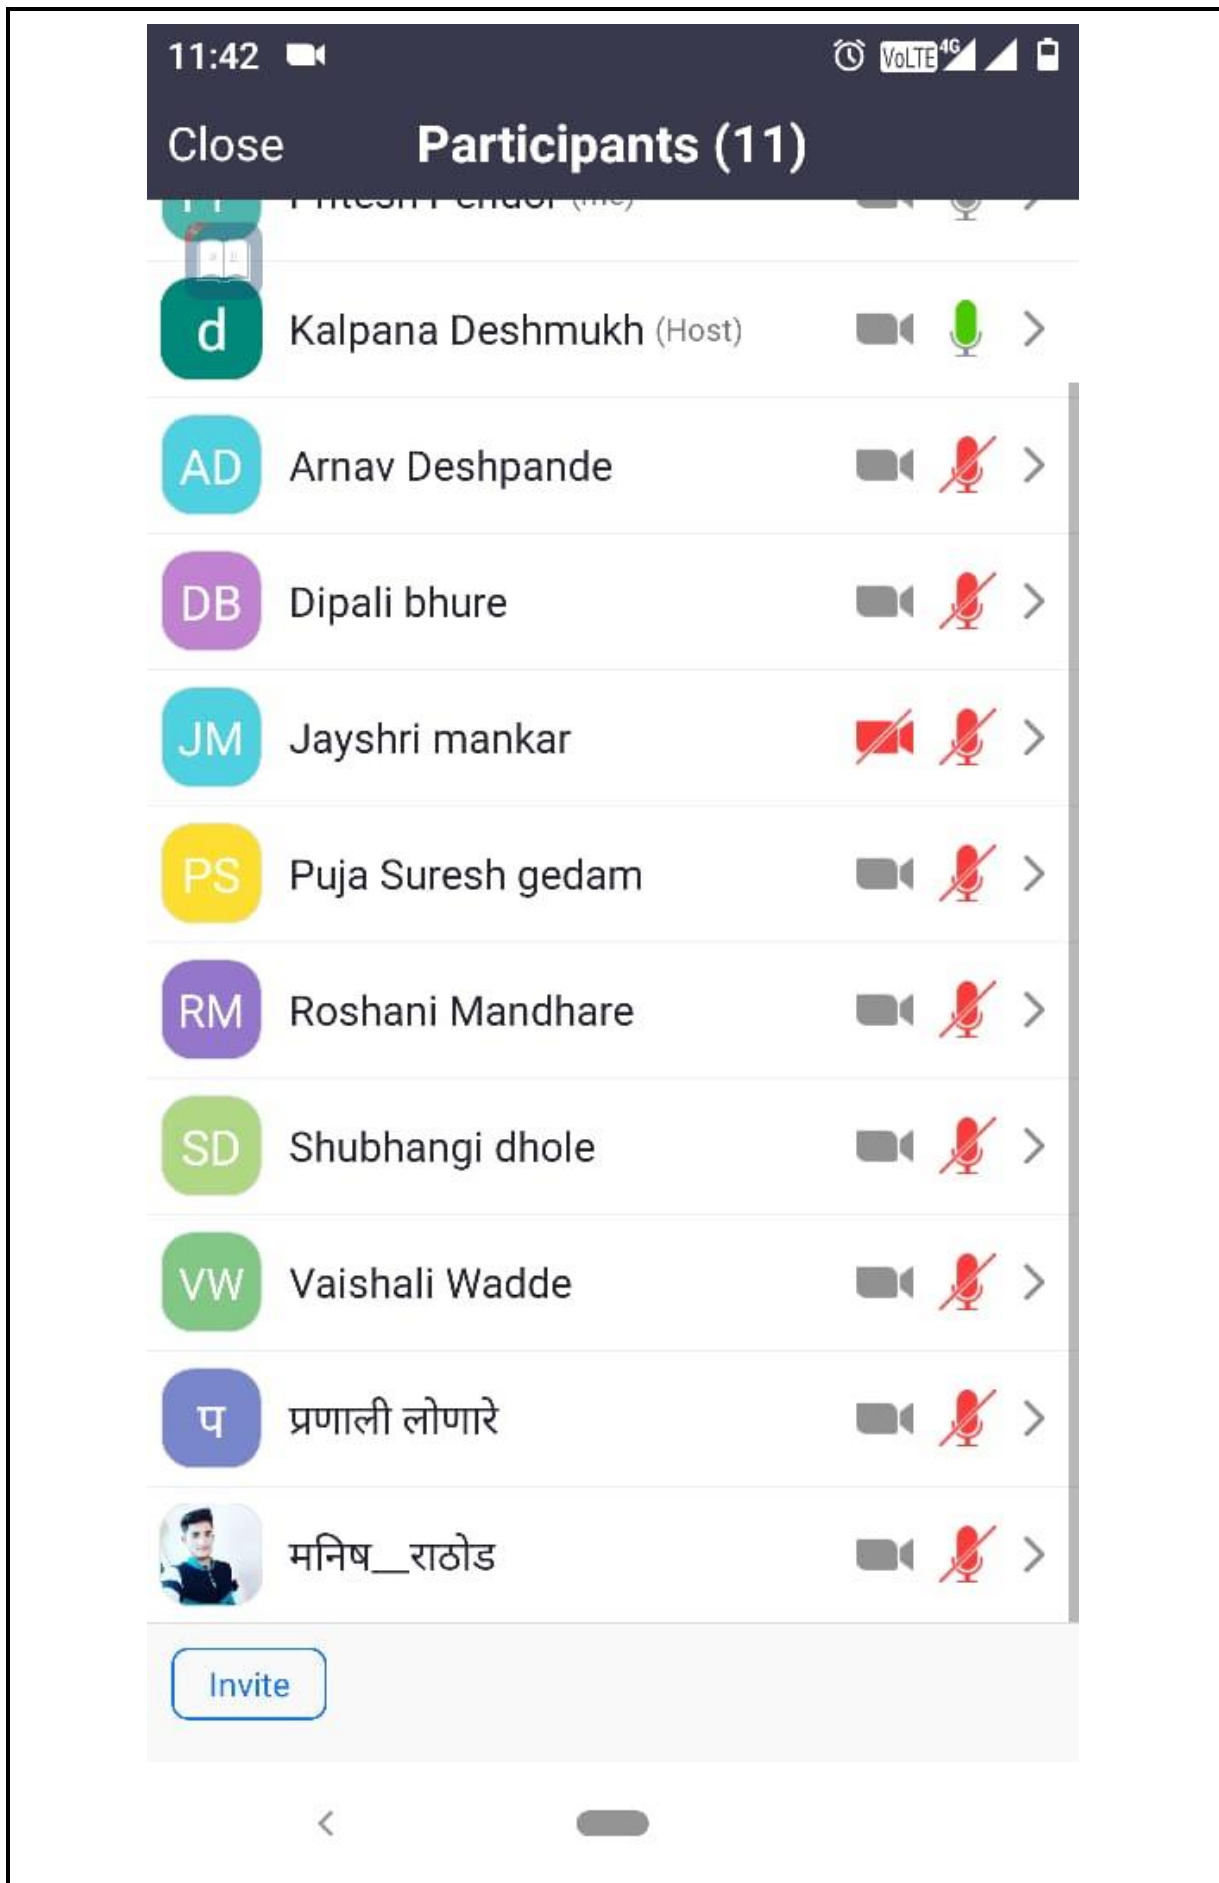 11:42 VoLTE 4G
Close Participants (11)
d Kalpana Deshmukh (Host)
AD Arnav Deshpande
DB Dipali bhure
JM Jayshri mankar
PS Puja Suresh gedam
RM Roshani Mandhare
SD Shubhangi dhole
VW Vaishali Wadde
प प्रणाली लोणारे
मनिष__राठोड
Invite